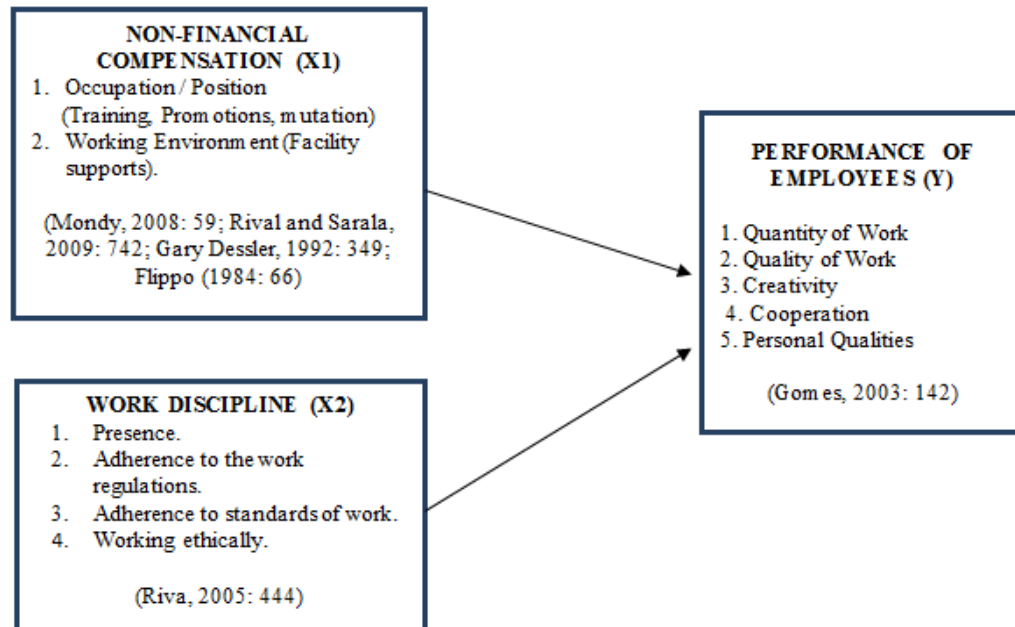 NON-FINANCIAL
COMPENSATION (X1)
1. Occupation / Position
(Training, Promotions, mutation)
2. Working Environment (Facility
supports).
(Mondy, 2008: 59; Rival and Sarala,
2009: 742; Gary Dessler, 1992: 349;
Flippo (1984: 66)
WORK DISCIPLINE (X2)
1. Presence.
2. Adherence to the work
regulations.
3. Adherence to standards of work.
4. Working ethically.
(Riva, 2005: 444)
PERFORMANCE OF
EMPLOYEES (Y)
1. Quantity of Work
2. Quality of Work
3. Creativity
4. Cooperation
5. Personal Qualities
(Gomes, 2003: 142)